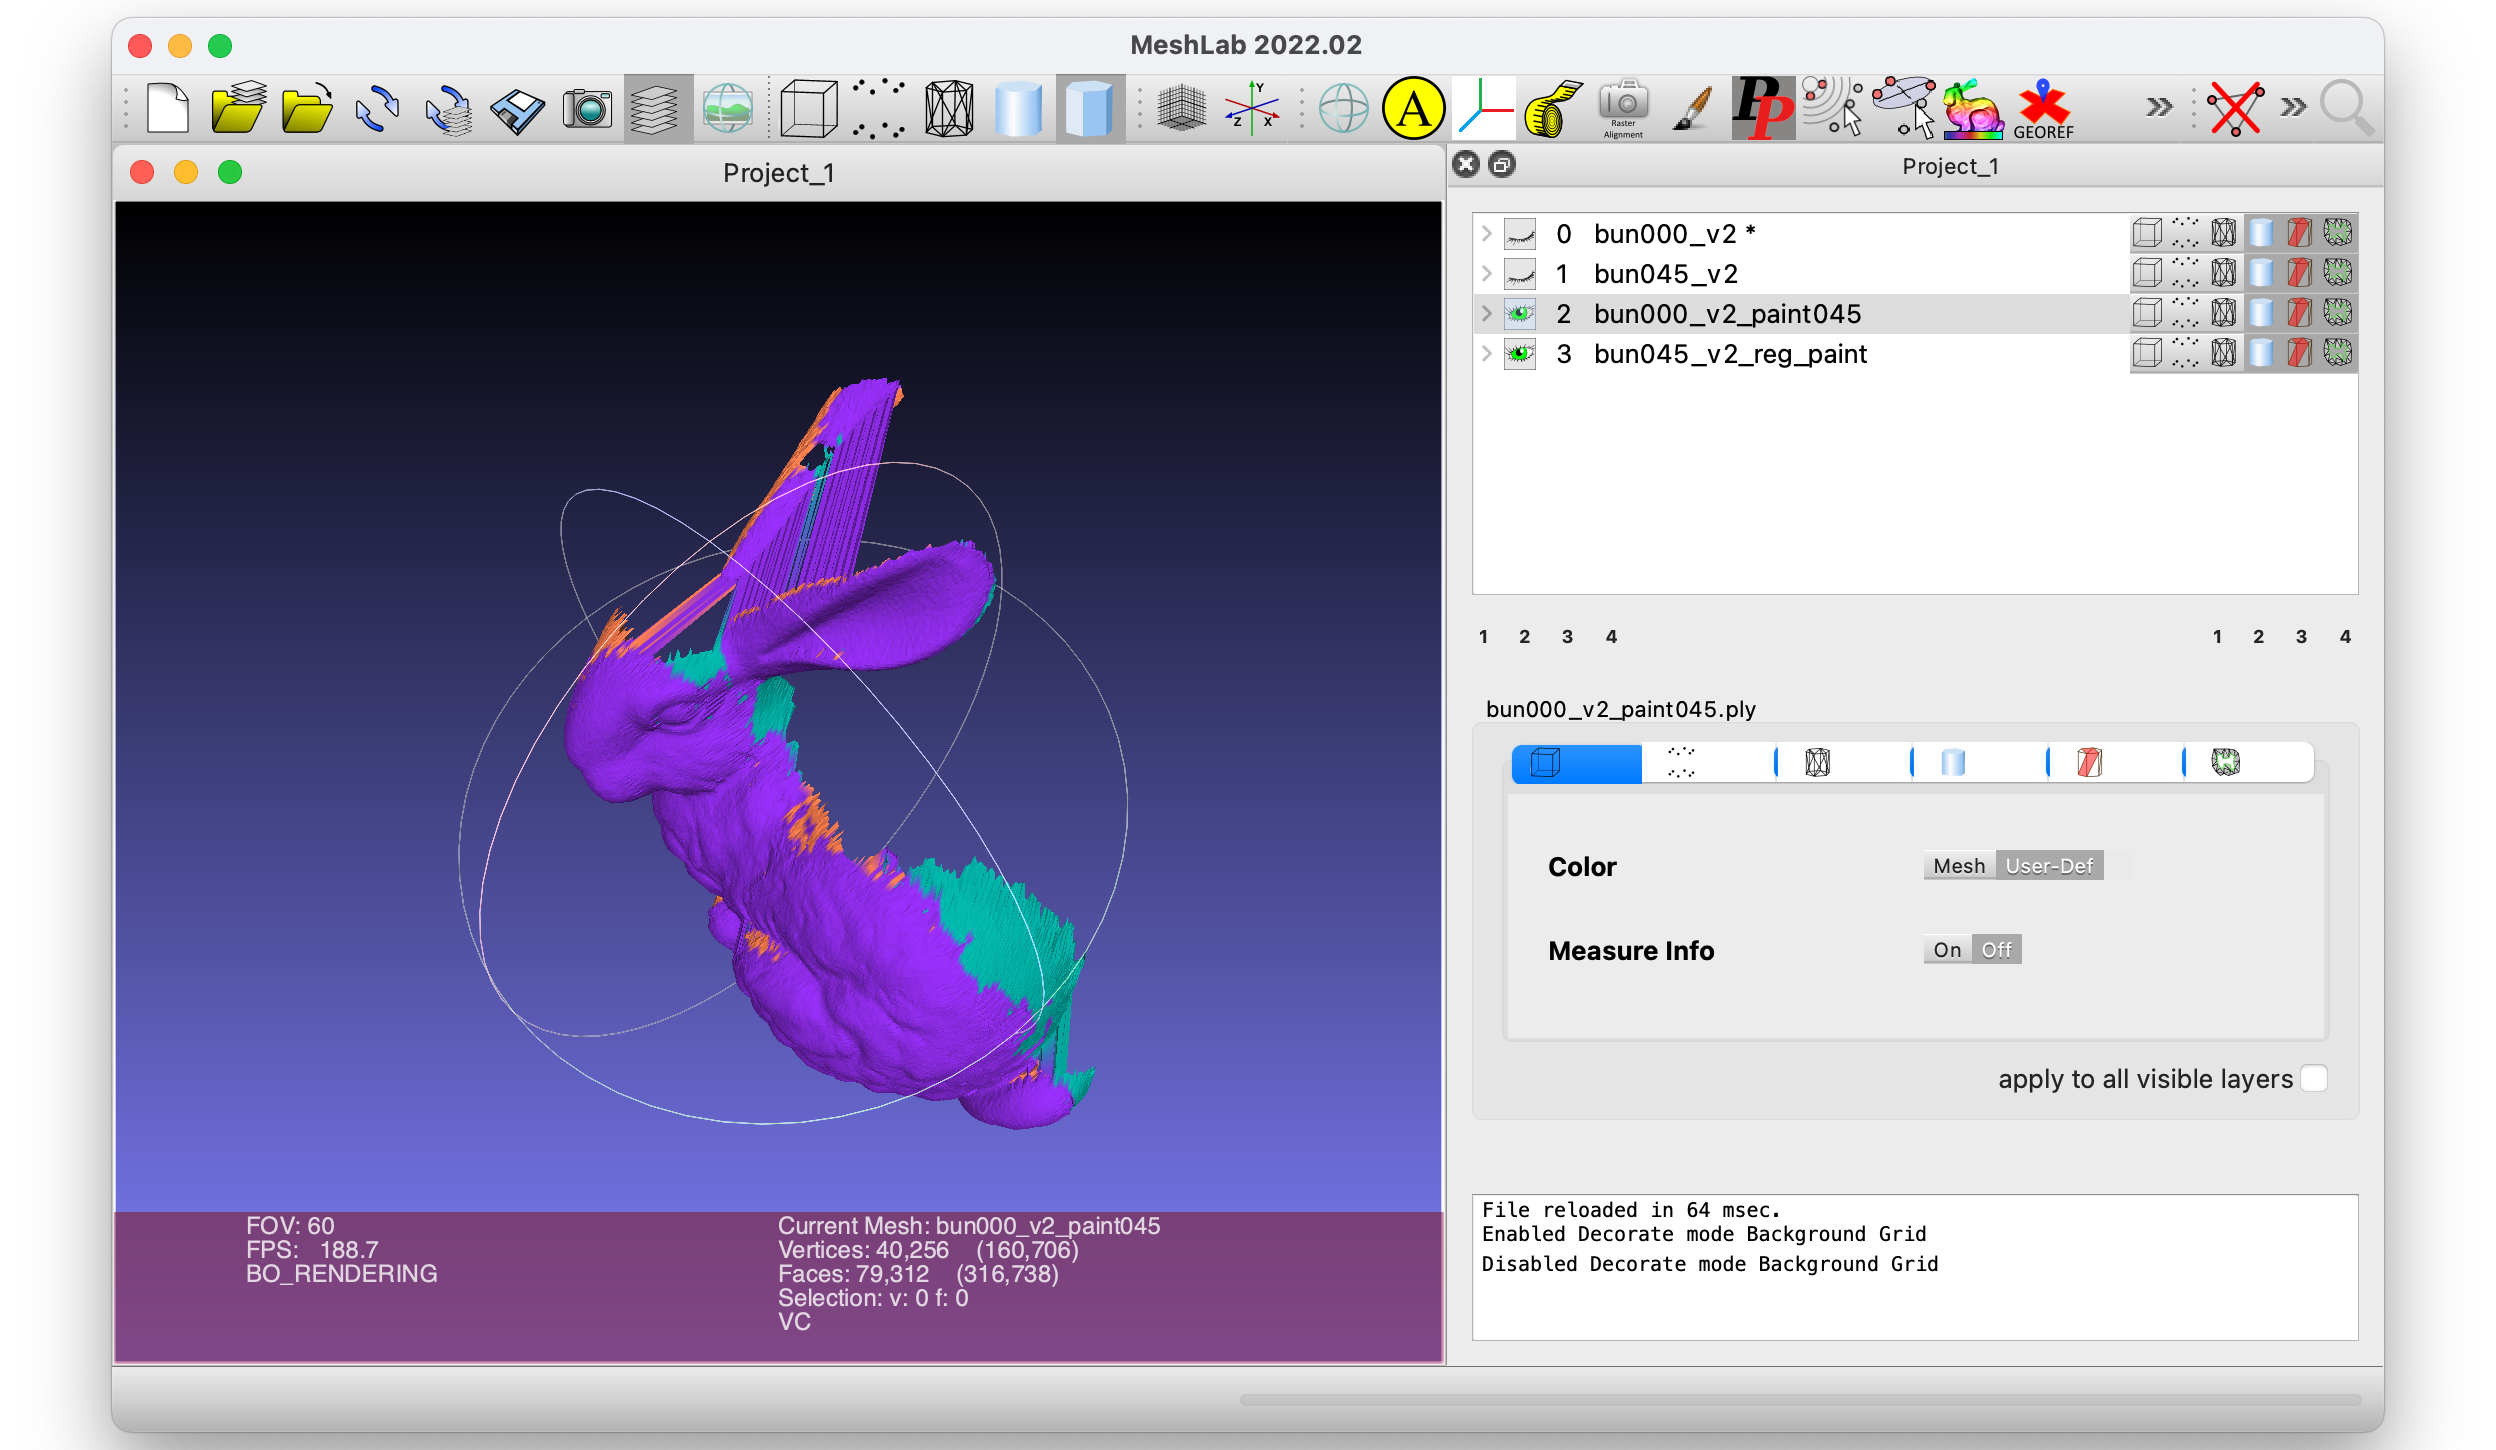 MeshLab 2022.02
Y
Z X
A
Raster
Alignment
PP
GEOREF
Project_1
Project_1
0 bun000_v2 *
1 bun045_v2
2 bun000_v2_paint045
3 bun045_v2_reg_paint
1 2 3 4 1 2 3 4
bun000_v2_paint045.ply
Color Mesh User-Def
Measure Info On Off
apply to all visible layers
FOV: 60
FPS: 188.7
BO_RENDERING
Current Mesh: bun000_v2_paint045
Vertices: 40,256 (160,706)
Faces: 79,312 (316,738)
Selection: v: 0 f: 0
VC
File reloaded in 64 msec.
Enabled Decorate mode Background Grid
Disabled Decorate mode Background Grid